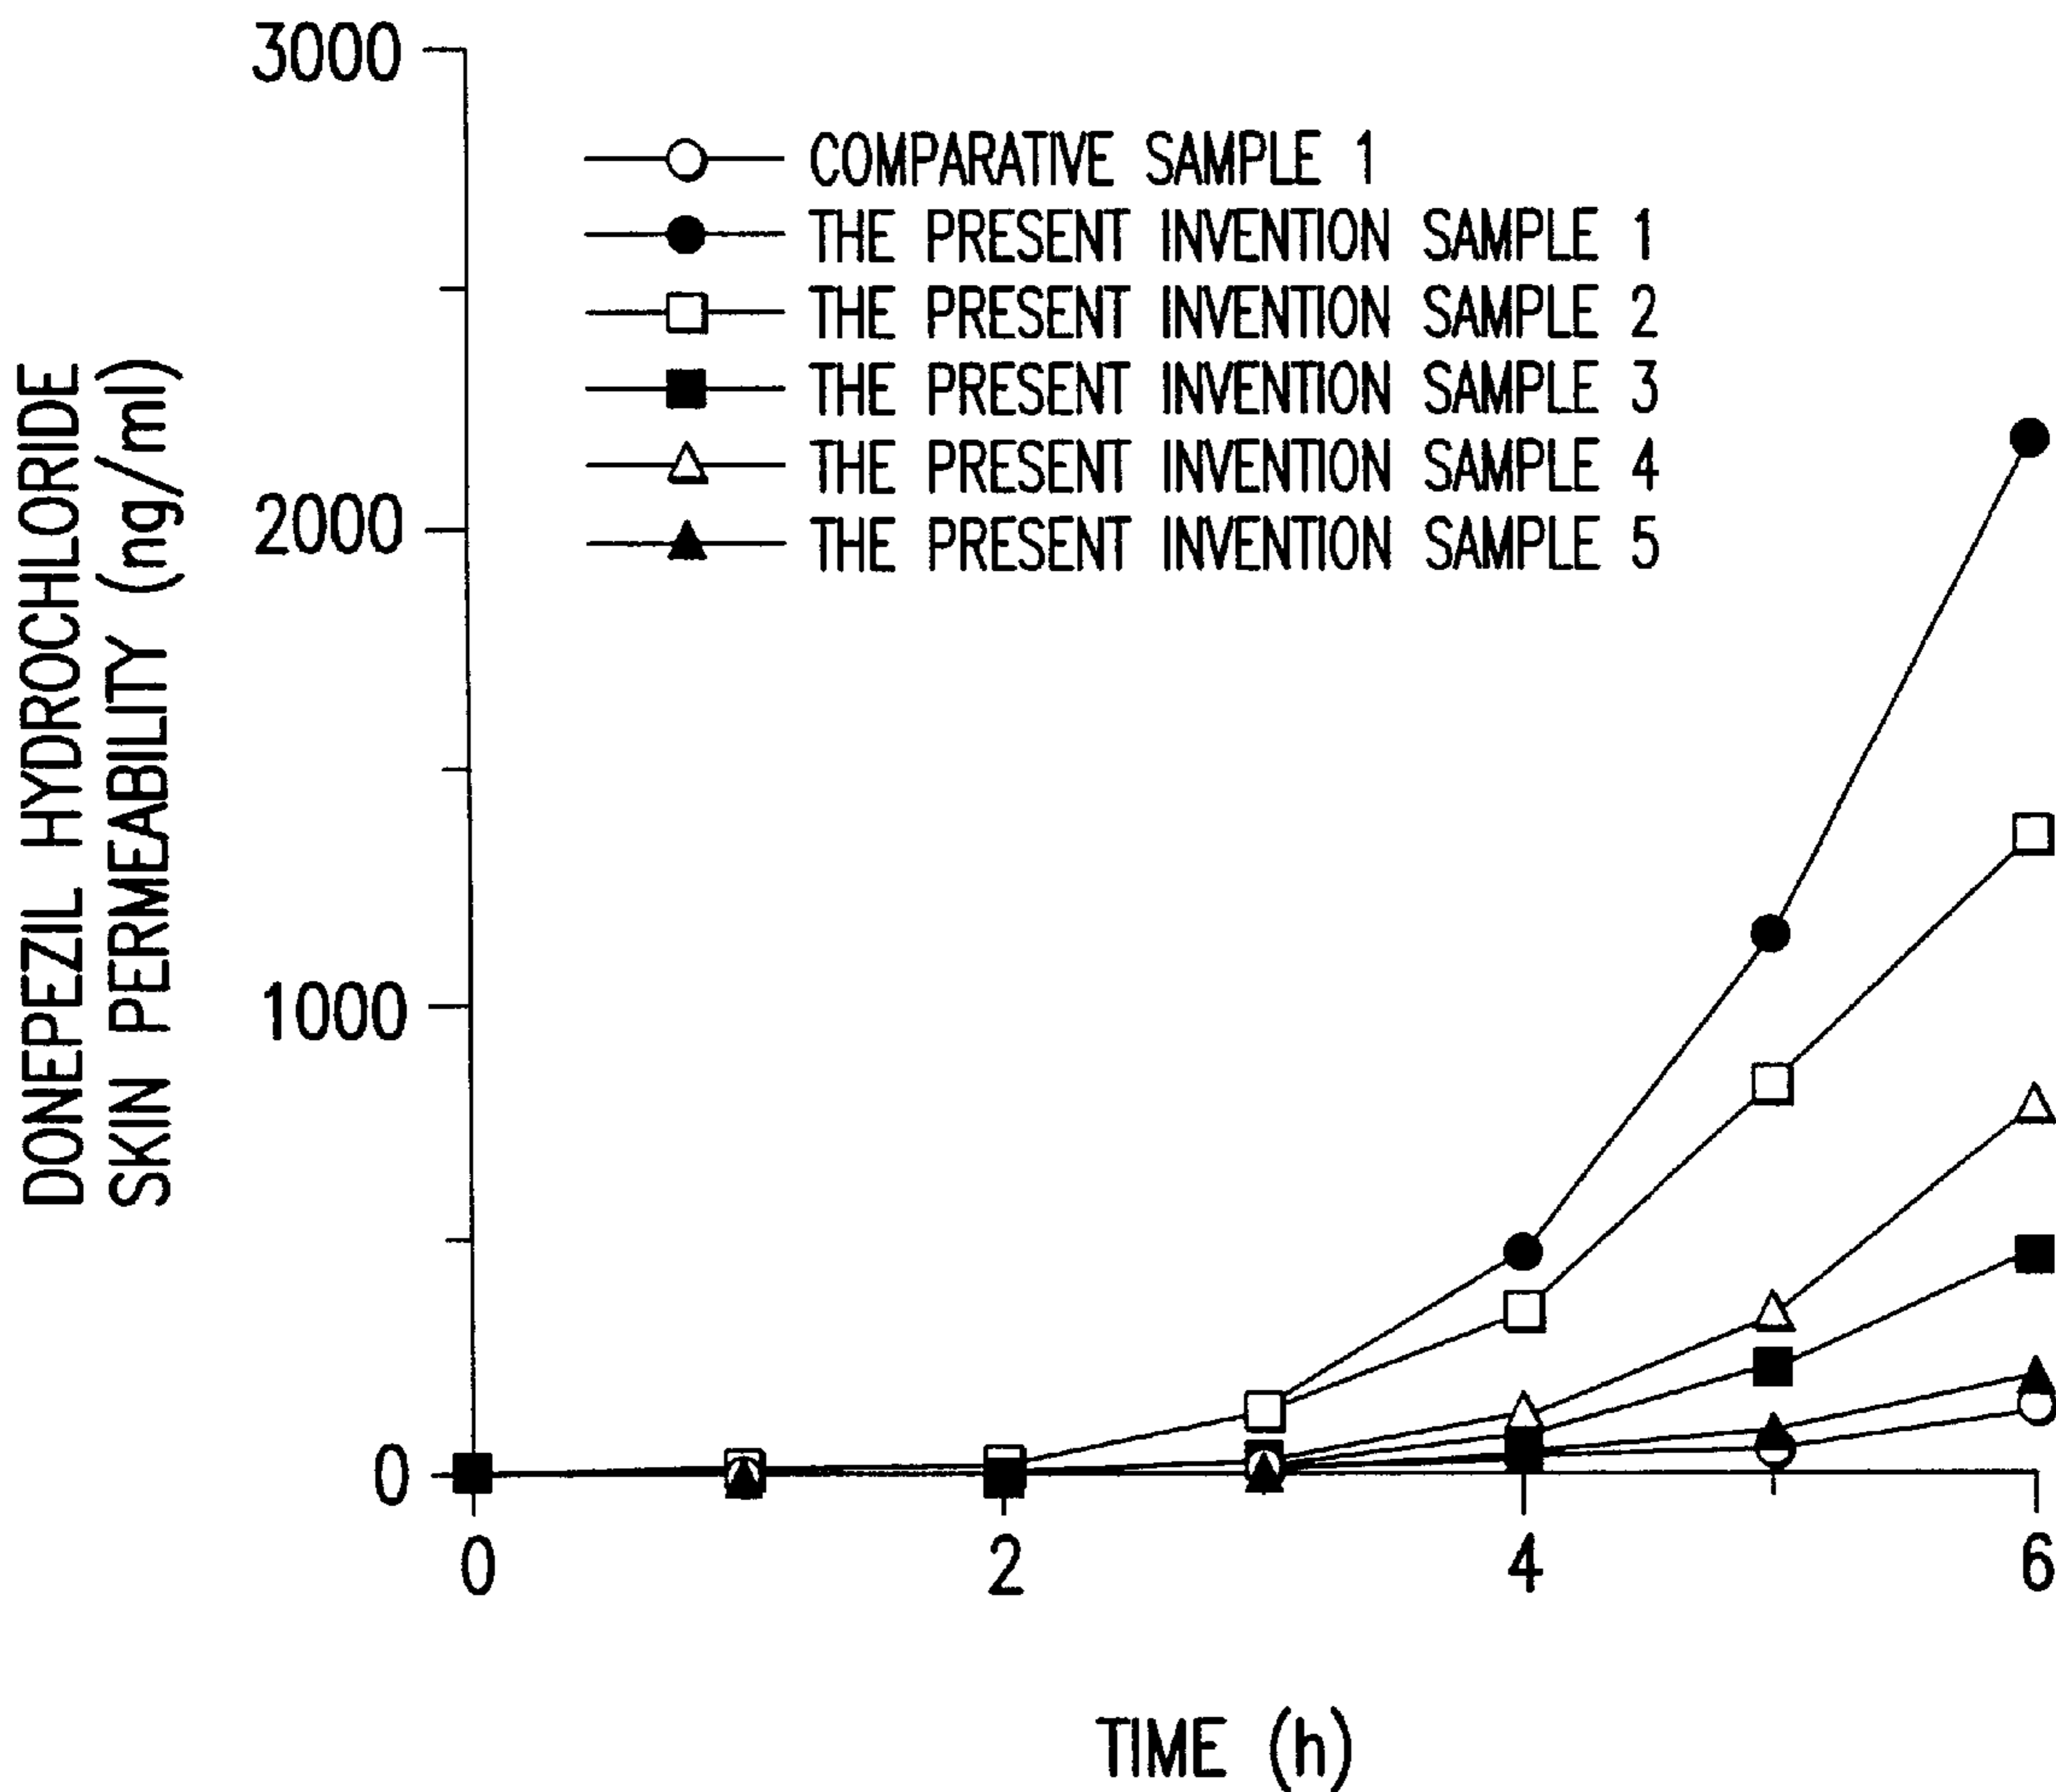 3000
COMPARATIVE SAMPLE 1
THE PRESENT INVENTION SAMPLE 1
THE PRESENT INVENTION SAMPLE 2
THE PRESENT INVENTION SAMPLE 3
THE PRESENT INVENTION SAMPLE 4
THE PRESENT INVENTION SAMPLE 5
2000
1000
0
DONEPEZIL HYDROCHLORIDE
SKIN PERMEABILITY (ng/ml)
0 2 4 6
TIME (h)